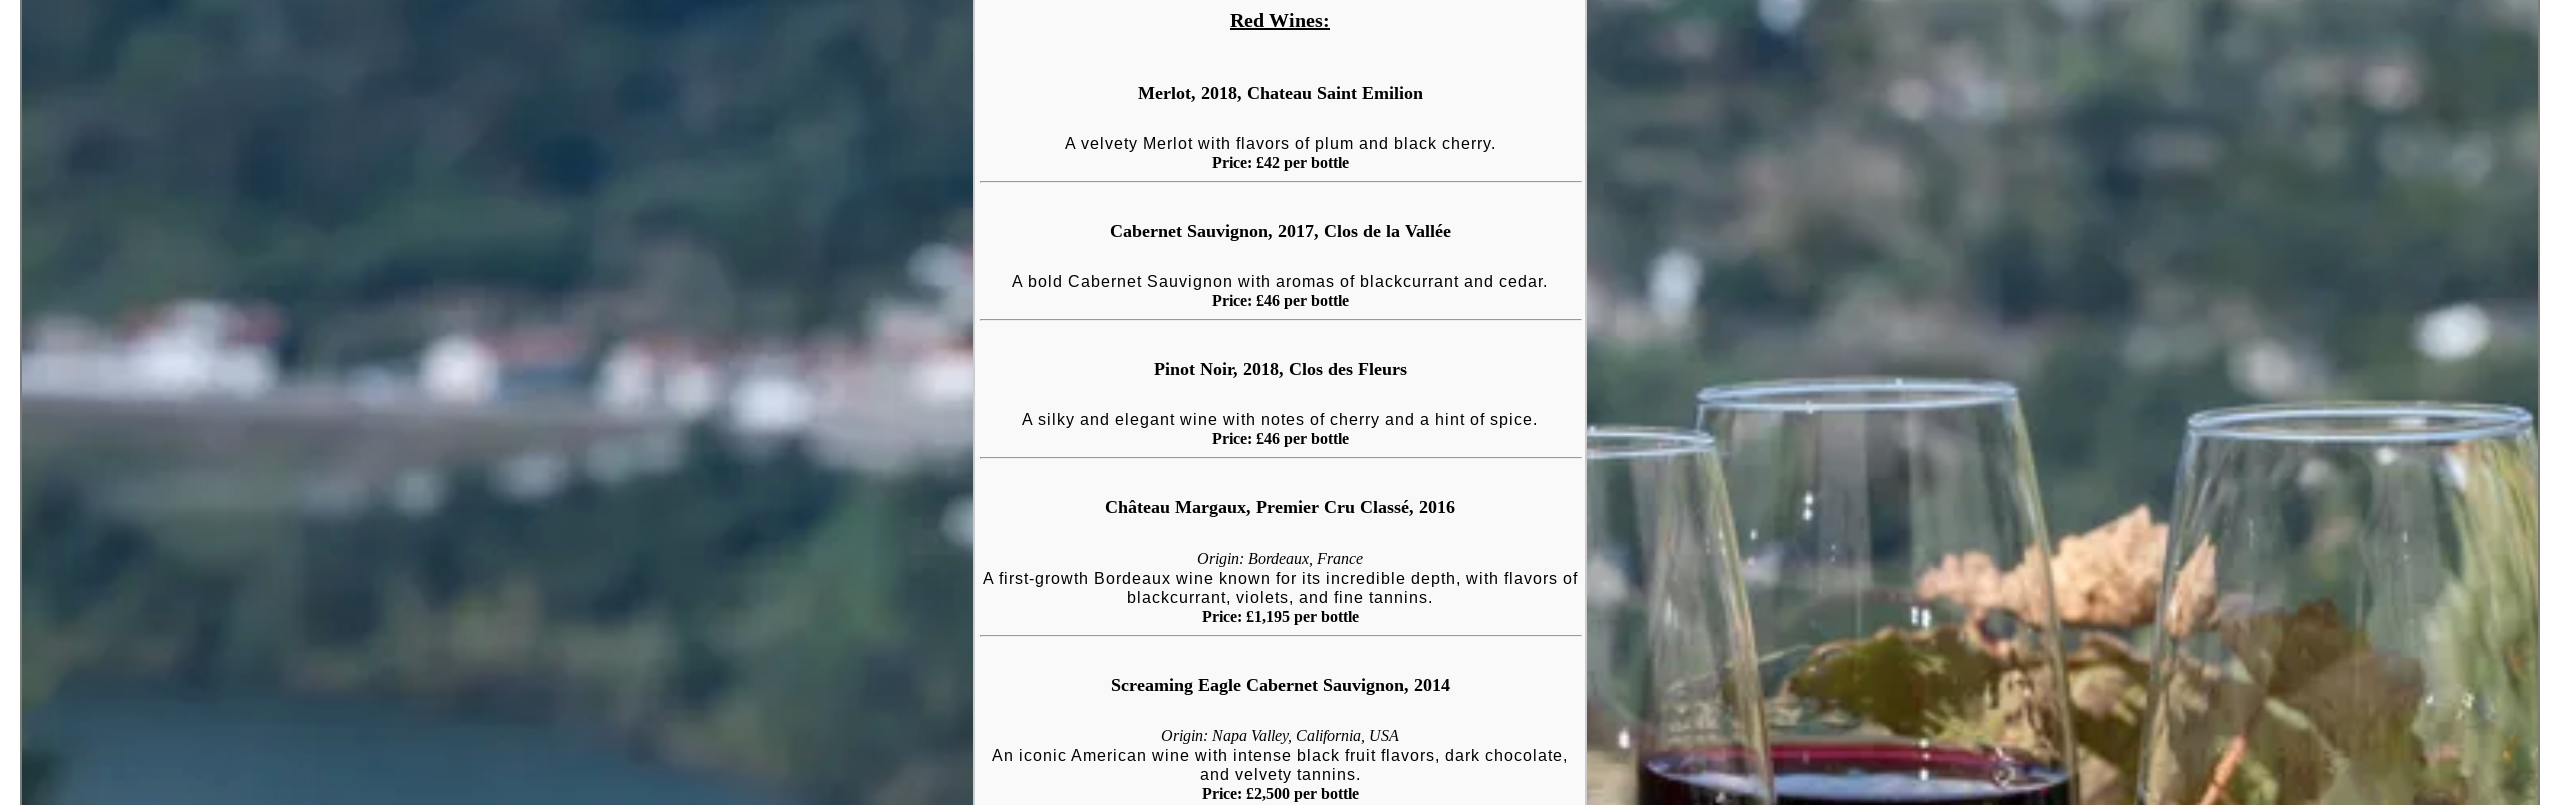 Red Wines:
Merlot, 2018, Chateau Saint Emilion
A velvety Merlot with flavors of plum and black cherry.
Price: £42 per bottle
Cabernet Sauvignon, 2017, Clos de la Vallée
A bold Cabernet Sauvignon with aromas of blackcurrant and cedar.
Price: £46 per bottle
Pinot Noir, 2018, Clos des Fleurs
A silky and elegant wine with notes of cherry and a hint of spice.
Price: £46 per bottle
Château Margaux, Premier Cru Classé, 2016
Origin: Bordeaux, France
A first-growth Bordeaux wine known for its incredible depth, with flavors of
blackcurrant, violets, and fine tannins.
Price: £1,195 per bottle
Screaming Eagle Cabernet Sauvignon, 2014
Origin: Napa Valley, California, USA
An iconic American wine with intense black fruit flavors, dark chocolate,
and velvety tannins.
Price: £2,500 per bottle